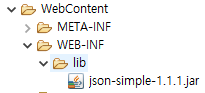 WebContent
META-INF
WEB-INF
lib
json-simple-1.1.1.jar